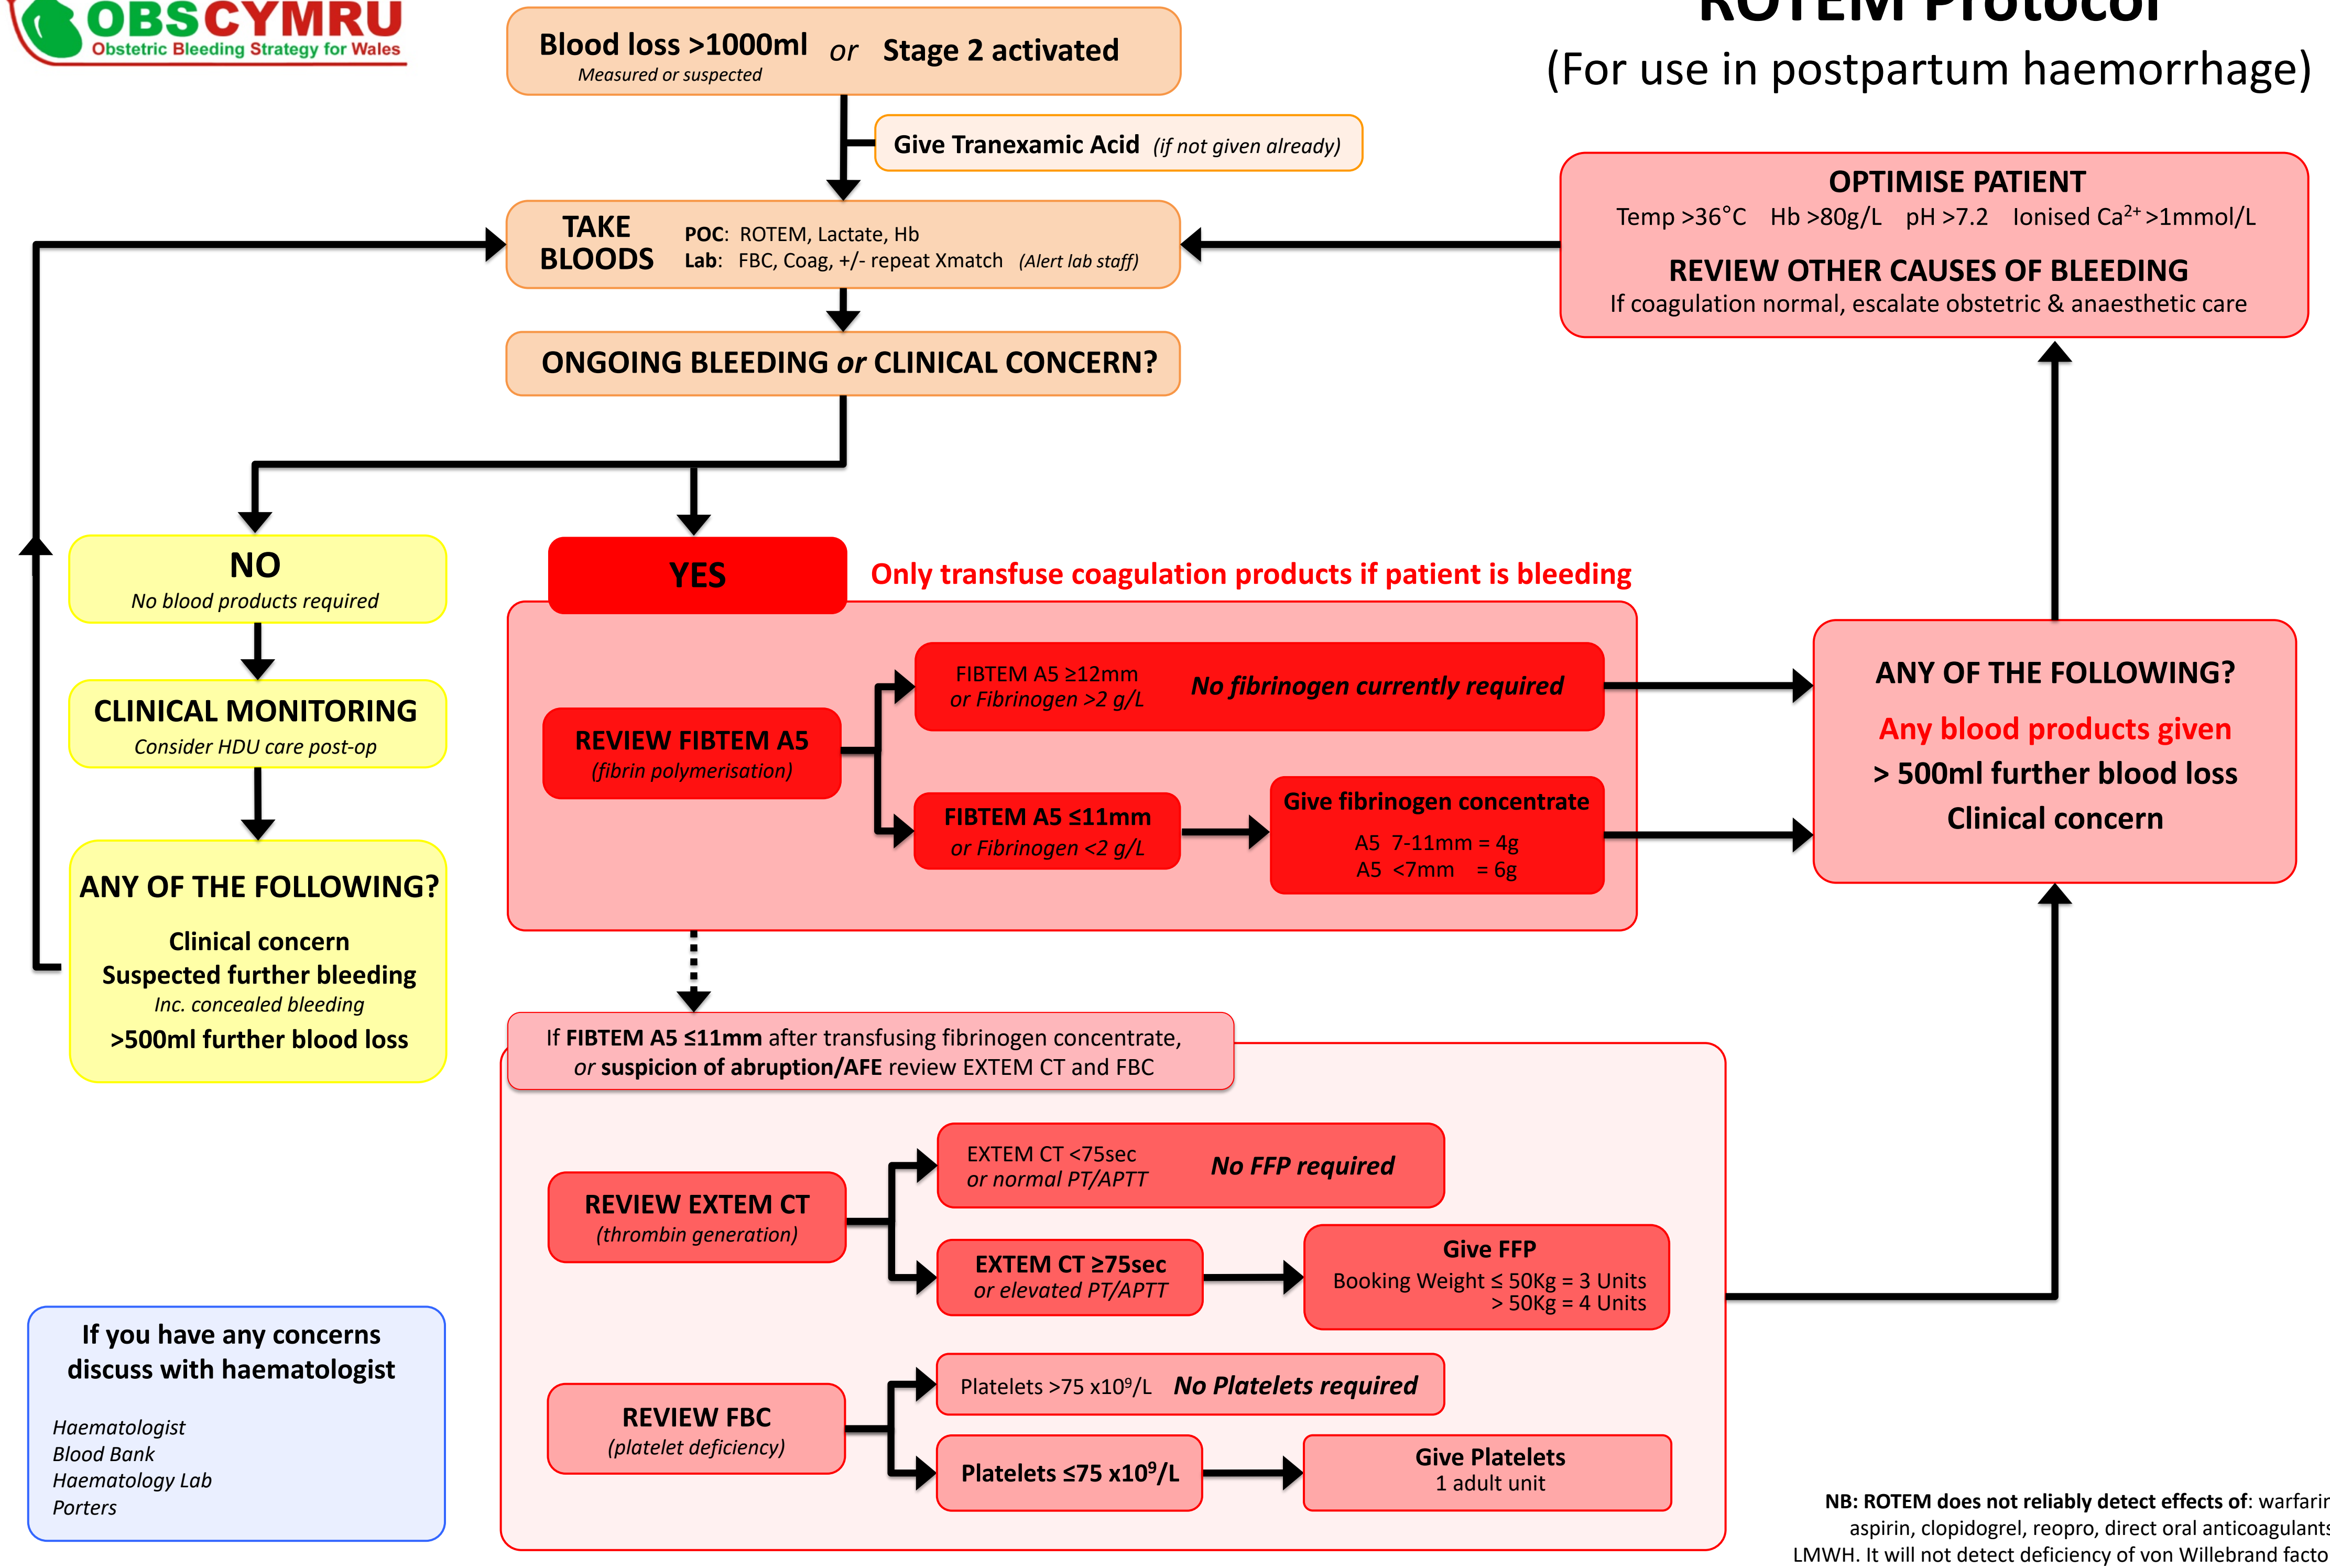 OBSCYMRU
Obstetric Bleeding Strategy for Wales
ROTEM Protocol
(For use in postpartum haemorrhage)
Blood loss >1000ml or Stage 2 activated
Measured or suspected
Give Tranexamic Acid (if not given already)
TAKE BLOODS
POC: ROTEM, Lactate, Hb
Lab: FBC, Coag, +/- repeat Xmatch (Alert lab staff)
OPTIMISE PATIENT
Temp >36°C Hb >80g/L pH >7.2 Ionised Ca²⁺ >1mmol/L
REVIEW OTHER CAUSES OF BLEEDING
If coagulation normal, escalate obstetric & anaesthetic care
ONGOING BLEEDING or CLINICAL CONCERN?
NO
No blood products required
CLINICAL MONITORING
Consider HDU care post-op
ANY OF THE FOLLOWING?
Clinical concern
Suspected further bleeding
Inc. concealed bleeding
>500ml further blood loss
YES
Only transfuse coagulation products if patient is bleeding
REVIEW FIBTEM A5
(fibrin polymerisation)
FIBTEM A5 ≥12mm
or Fibrinogen >2 g/L
No fibrinogen currently required
FIBTEM A5 ≤11mm
or Fibrinogen <2 g/L
Give fibrinogen concentrate
A5 7-11mm = 4g
A5 <7mm = 6g
ANY OF THE FOLLOWING?
Any blood products given
> 500ml further blood loss
Clinical concern
If FIBTEM A5 ≤11mm after transfusing fibrinogen concentrate,
or suspicion of abruption/AFE review EXTEM CT and FBC
REVIEW EXTEM CT
(thrombin generation)
EXTEM CT <75sec
or normal PT/APTT
No FFP required
EXTEM CT ≥75sec
or elevated PT/APTT
Give FFP
Booking Weight ≤ 50Kg = 3 Units
> 50Kg = 4 Units
REVIEW FBC
(platelet deficiency)
Platelets >75 x10⁹/L No Platelets required
Platelets ≤75 x10⁹/L
Give Platelets
1 adult unit
If you have any concerns
discuss with haematologist
Haematologist
Blood Bank
Haematology Lab
Porters
NB: ROTEM does not reliably detect effects of: warfarin
aspirin, clopidogrel, reopro, direct oral anticoagulants
LMWH. It will not detect deficiency of von Willebrand facto